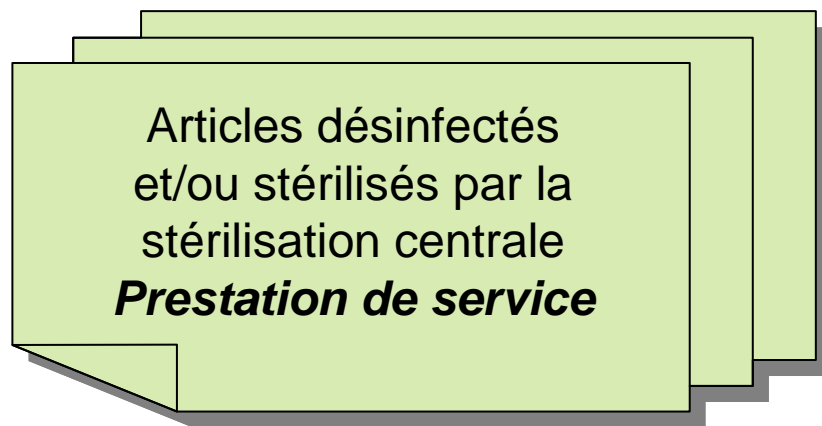 Articles désinfectés
et/ou stérilisés par la
stérilisation centrale
Prestation de service